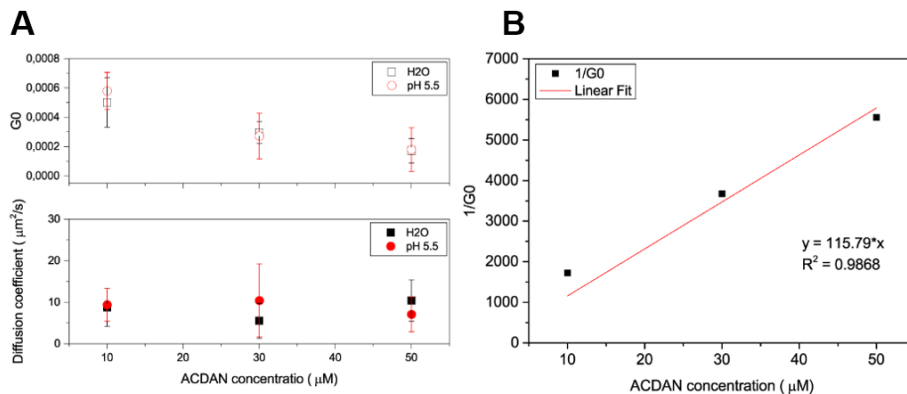 A
0,0008
0,0006
0,0004
0,0002
0,0000
G0
H2O
pH 5.5
30
20
10
0
Diffusion coefficient ( μm²/s)
H2O
pH 5.5
10 20 30 40 50
ACDAN concentratio ( μM)
B
7000
6000
5000
4000
3000
2000
1000
0
1/G0
1/G0
Linear Fit
y = 115.79*x
R² = 0.9868
10 20 30 40 50
ACDAN concentration ( μM)